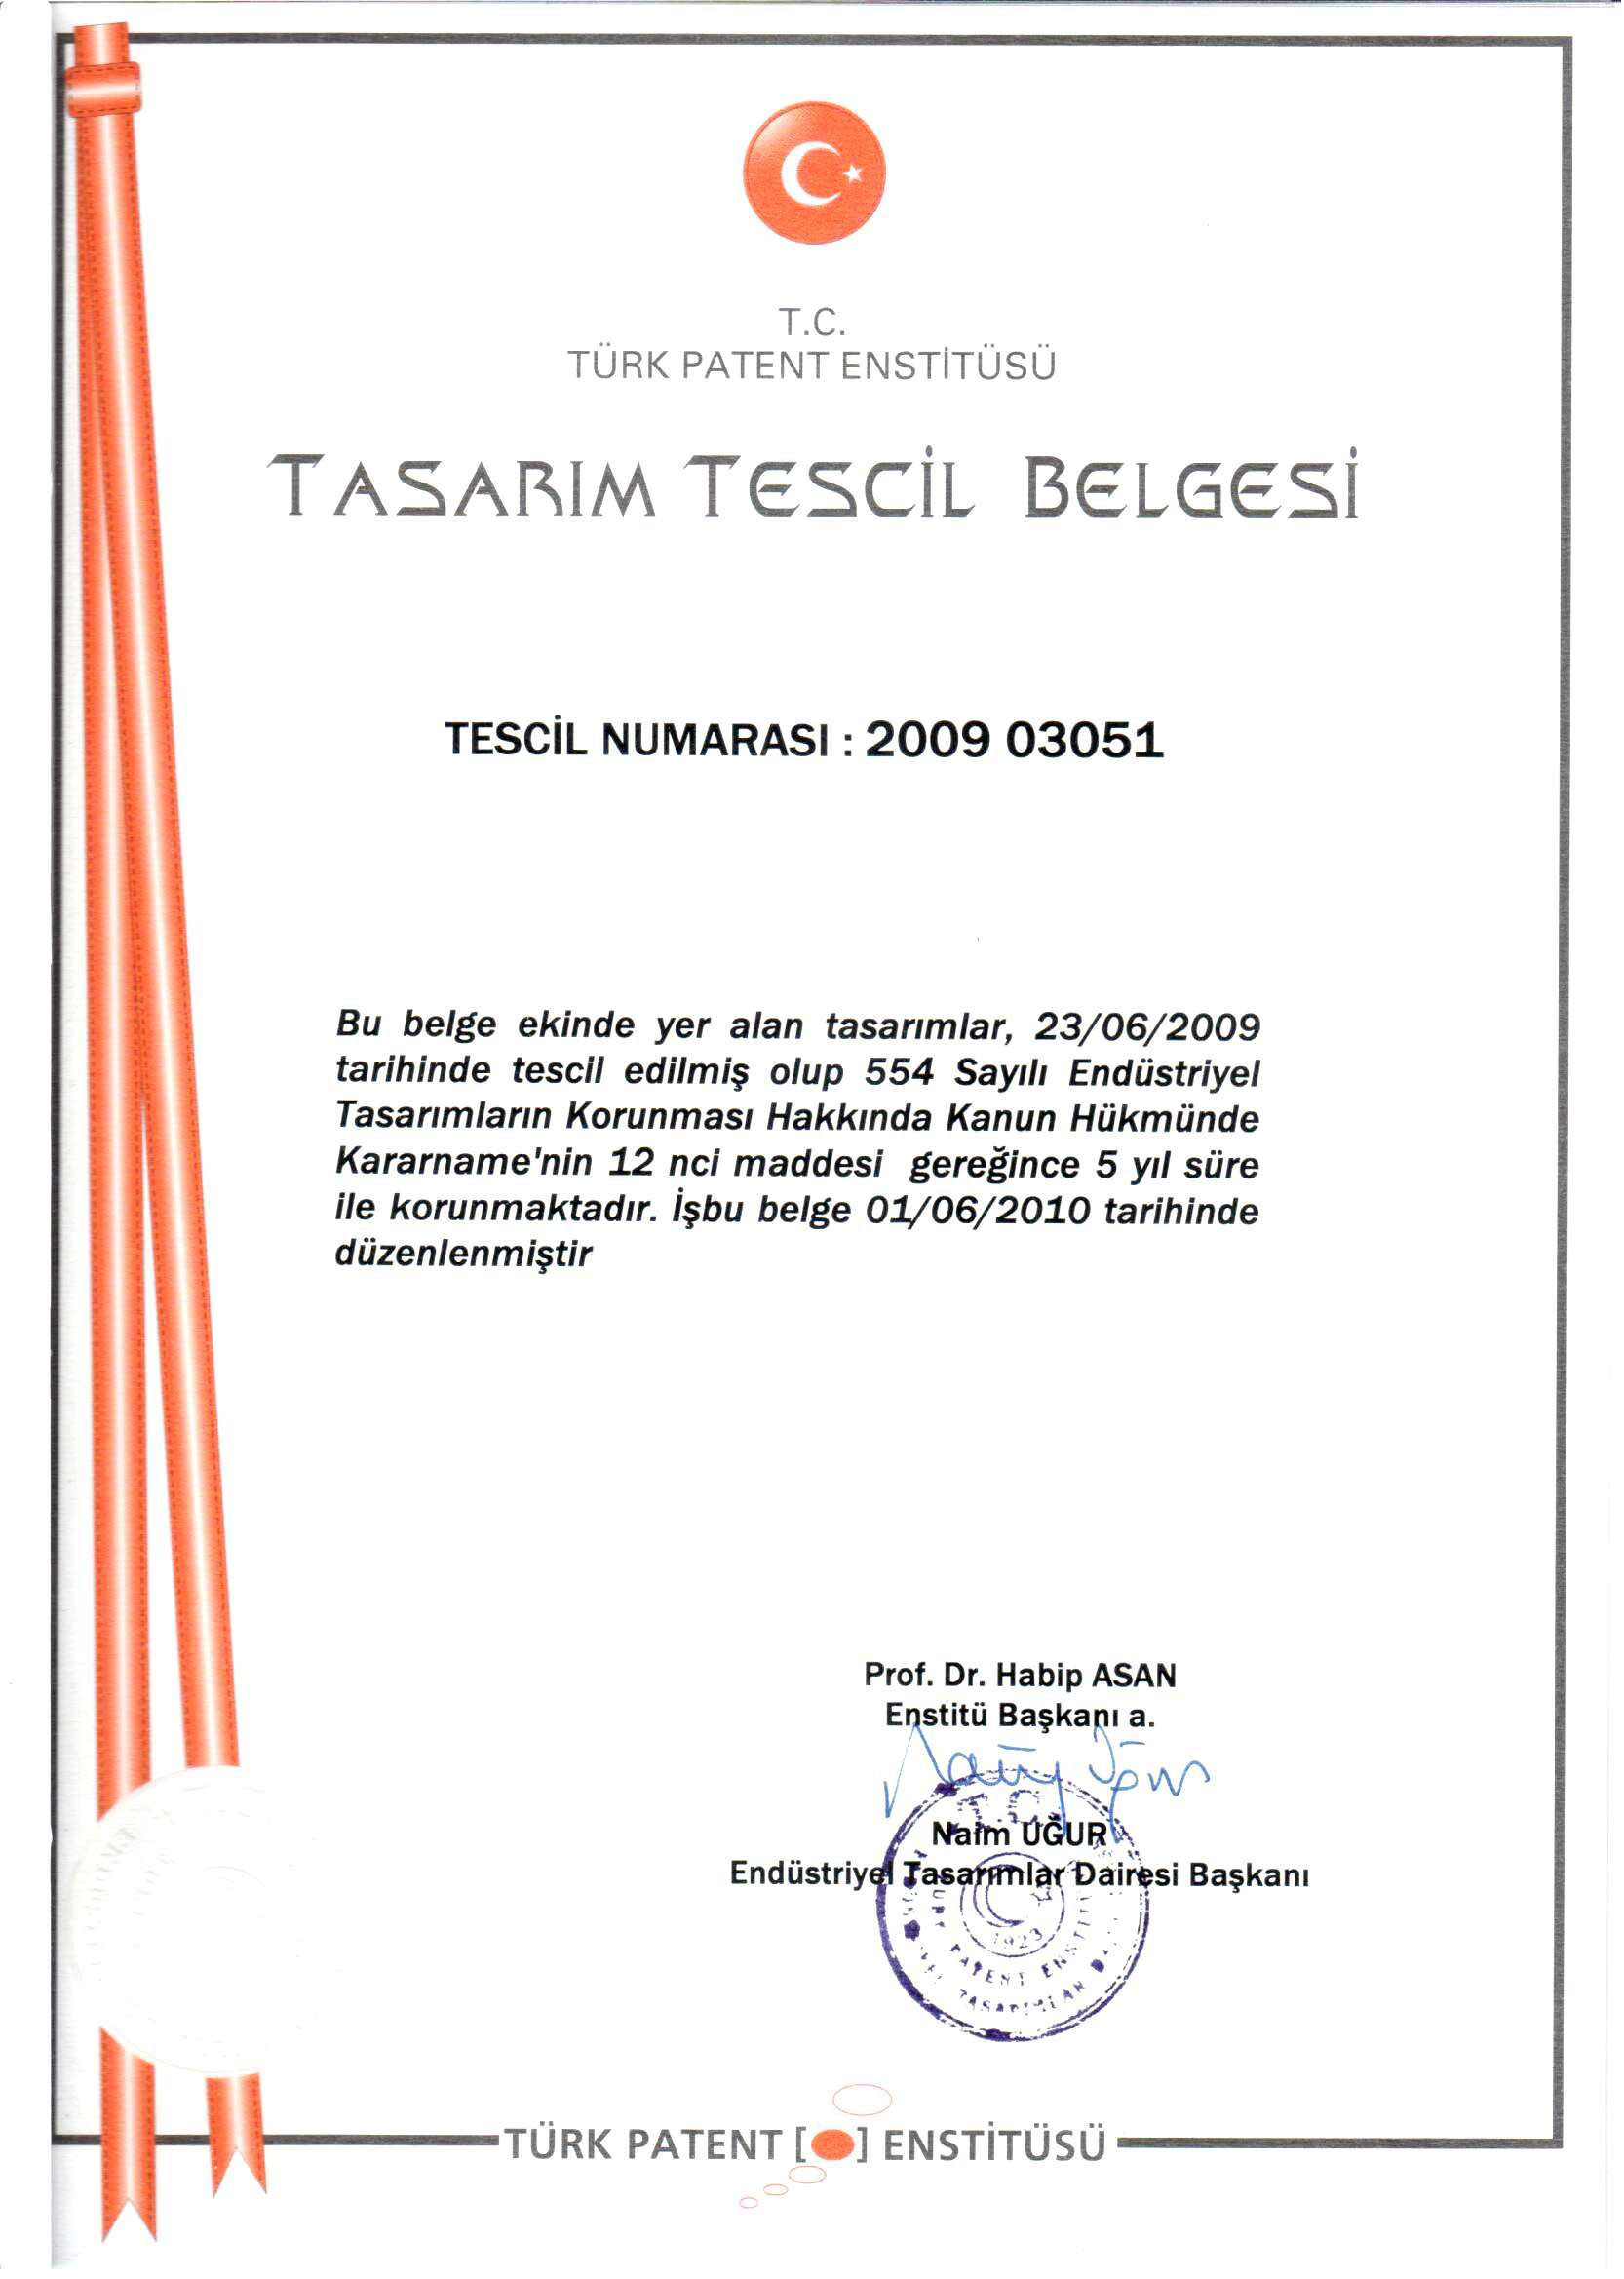 T.C.
TÜRK PATENT ENSTİTÜSÜ
TASARIM TESCİL BELGESİ
TESCİL NUMARASI : 2009 03051
Bu belge ekinde yer alan tasarımlar, 23/06/2009
tarihinde tescil edilmiş olup 554 Sayılı Endüstriyel
Tasarımların Korunması Hakkında Kanun Hükmünde
Kararname'nin 12 nci maddesi gereğince 5 yıl süre
ile korunmaktadır. İşbu belge 01/06/2010 tarihinde
düzenlenmiştir
Prof. Dr. Habip ASAN
Enstitü Başkanı a.
Naim UĞUR
Endüstriyel Tasarımlar Dairesi Başkanı
T.C.
1923
PATENT
TASARIMLAR
TÜRK PATENT [ ] ENSTİTÜSÜ